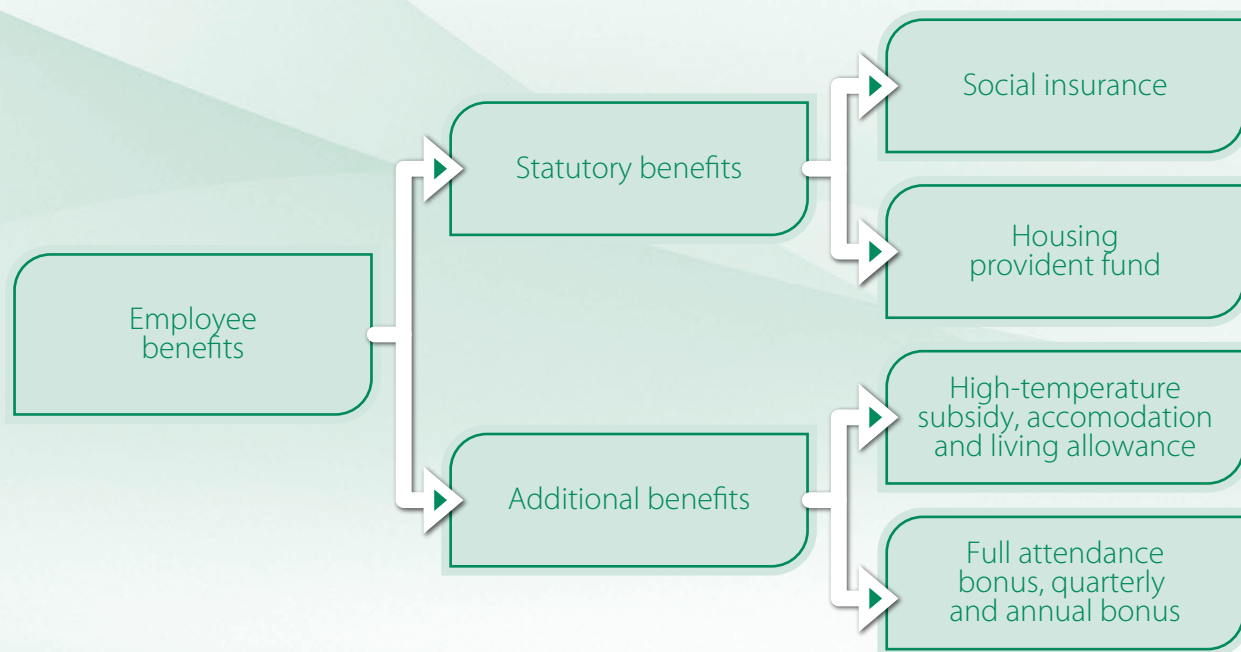 Employee
benefits
Statutory benefits
Social insurance
Housing
provident fund
Additional benefits
High-temperature
subsidy, accomodation
and living allowance
Full attendance
bonus, quarterly
and annual bonus